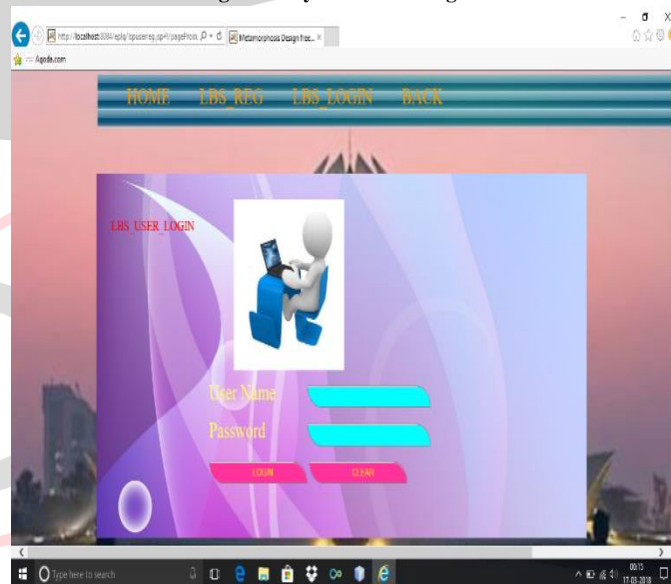 http://localhost:8084/eplq/
Metamorphosis Design free...
Agoda.com
HOME LBS_REG LBS_LOGIN BACK
LBS_USER_LOGIN
User Name
Password
LOGIN CLEAR
Type here to search
00:15
17-03-2018